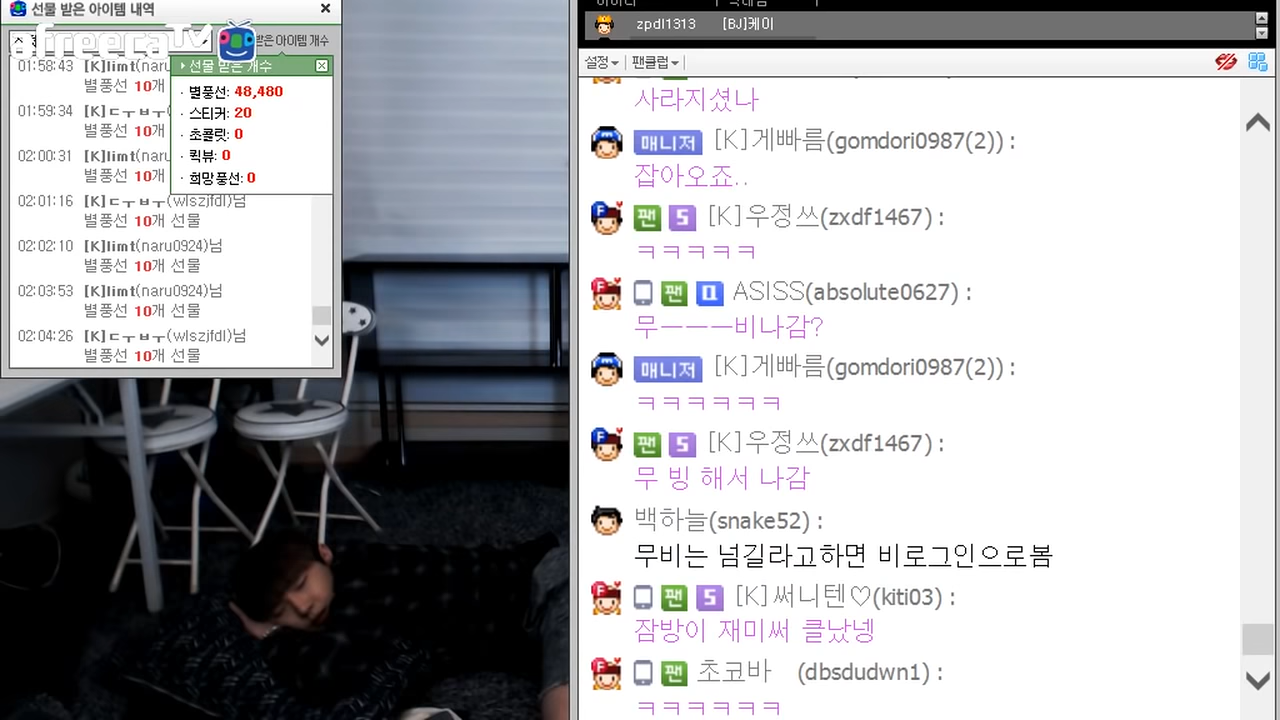 선물 받은 아이템 내역
afreecaTV
받은 아이템 개수
선물 받은 개수
· 별풍선: 48,480
· 스티커: 20
· 초콜릿: 0
· 퀵뷰: 0
· 희망풍선: 0
01:58:43 [K]limt(naru
별풍선 10개
01:59:34 [K]ㄷㅜㅂㅜ(
별풍선 10개
02:00:31 [K]limt(naru
별풍선 10개
02:01:16 [K]ㄷㅜㅂㅜ(wlszjfdl)님
별풍선 10개 선물
02:02:10 [K]limt(naru0924)님
별풍선 10개 선물
02:03:53 [K]limt(naru0924)님
별풍선 10개 선물
02:04:26 [K]ㄷㅜㅂㅜ(wlszjfdl)님
별풍선 10개 선물
zpdl1313 [BJ]케이
설정 팬클럽
사라지셨나
매니저 [K]게빠름(gomdori0987(2)) :
잡아오죠..
팬 S [K]우정쓰(zxdf1467) :
ㅋㅋㅋㅋㅋ
팬 Q ASISS(absolute0627) :
무ㅡㅡㅡ비나감?
매니저 [K]게빠름(gomdori0987(2)) :
ㅋㅋㅋㅋㅋㅋ
팬 S [K]우정쓰(zxdf1467) :
무 빙 해서 나감
백하늘(snake52) :
무비는 넘길라고하면 비로그인으로봄
팬 S [K]써니텐♡(kiti03) :
잠방이 재미써 클났넹
팬 초코바 (dbsdudwn1) :
ㅋㅋㅋㅋㅋㅋ